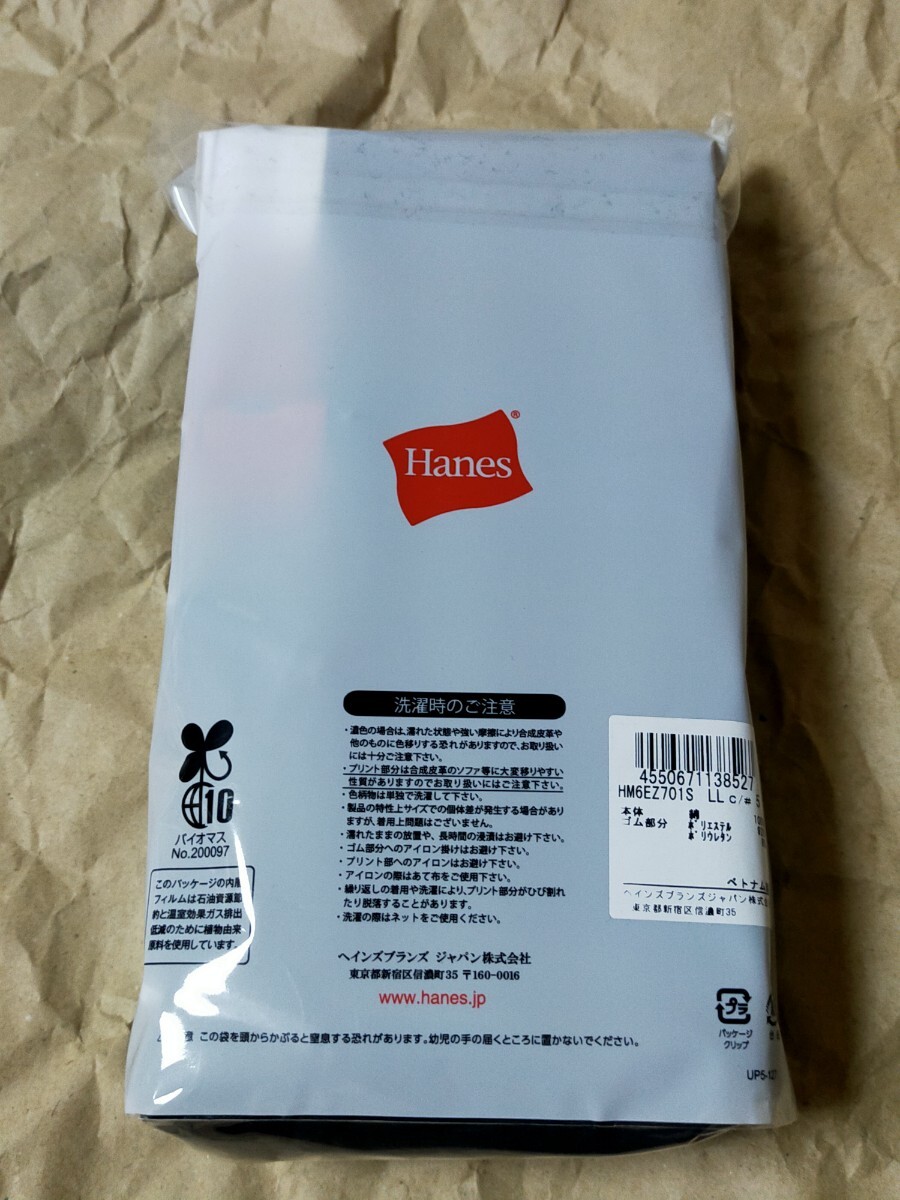 Hanes®
洗濯時のご注意
・濃色の場合は、濡れた状態や強い摩擦により合成皮革や
他のものに色移りする恐れがありますので、お取り扱い
には十分ご注意下さい。
・プリント部分は合成皮革のソファ等に大変移りやすい
性質がありますのでお取り扱いにはご注意下さい。
・色柄物は単独で洗濯して下さい。
・製品の特性上サイズでの個体差が発生する場合があり
ますが、着用上問題はございません。
・濡れたままの放置や、長時間の浸漬はお避け下さい。
・ゴム部分へのアイロン掛けはお避け下さい。
・プリント部へのアイロンはお避け下さい。
・アイロンの際はあて布をご使用下さい。
・繰り返しの着用や洗濯により、プリント部分がひび割れ
たり脱落することがあります。
・洗濯の際はネットをご使用ください。
ヘインズブランズ ジャパン株式会社
東京都新宿区信濃町35 〒160-0016
www.hanes.jp
10
バイオマス
No.200097
このパッケージの内層
フィルムは石油資源節
約と温室効果ガス排出
低減のために植物由来
原料を使用しています。
4550671138527
HM6EZ701S LL C/# 5
本体 綿
ゴム部分 ポリエステル
ポリウレタン
ベトナム
ヘインズブランズジャパン株式
東京都新宿区信濃町35
プラ
パッケージ
クリップ
この袋を頭からかぶると窒息する恐れがあります。幼児の手の届くところに置かないでください。
UP5-